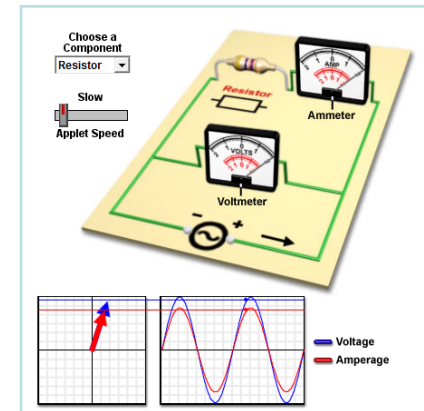 Choose a
Component
Resistor
Slow
Applet Speed
Resistor
AMP
Ammeter
VOLTS
Voltmeter
- +
Voltage
Amperage